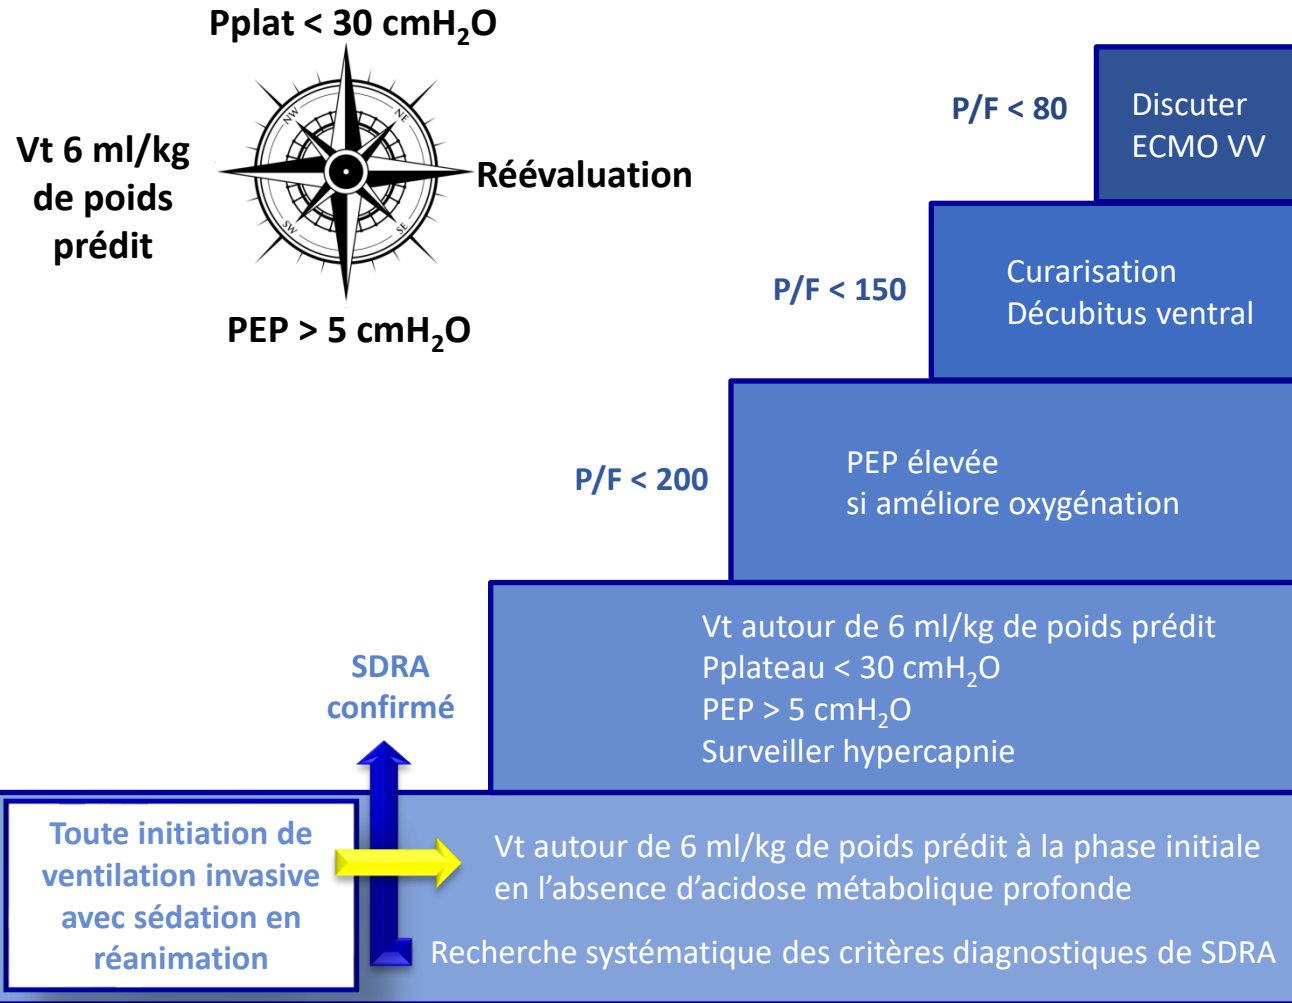 Pplat < 30 cmH₂O
NW
NE
SW
SE
Vt 6 ml/kg
de poids
prédit
Réévaluation
PEP > 5 cmH₂O
P/F < 80
Discuter
ECMO VV
P/F < 150
Curarisation
Décubitus ventral
P/F < 200
PEP élevée
si améliore oxygénation
SDRA
confirmé
Vt autour de 6 ml/kg de poids prédit
Pplateau < 30 cmH₂O
PEP > 5 cmH₂O
Surveiller hypercapnie
Toute initiation de
ventilation invasive
avec sédation en
réanimation
Vt autour de 6 ml/kg de poids prédit à la phase initiale
en l’absence d’acidose métabolique profonde
Recherche systématique des critères diagnostiques de SDRA